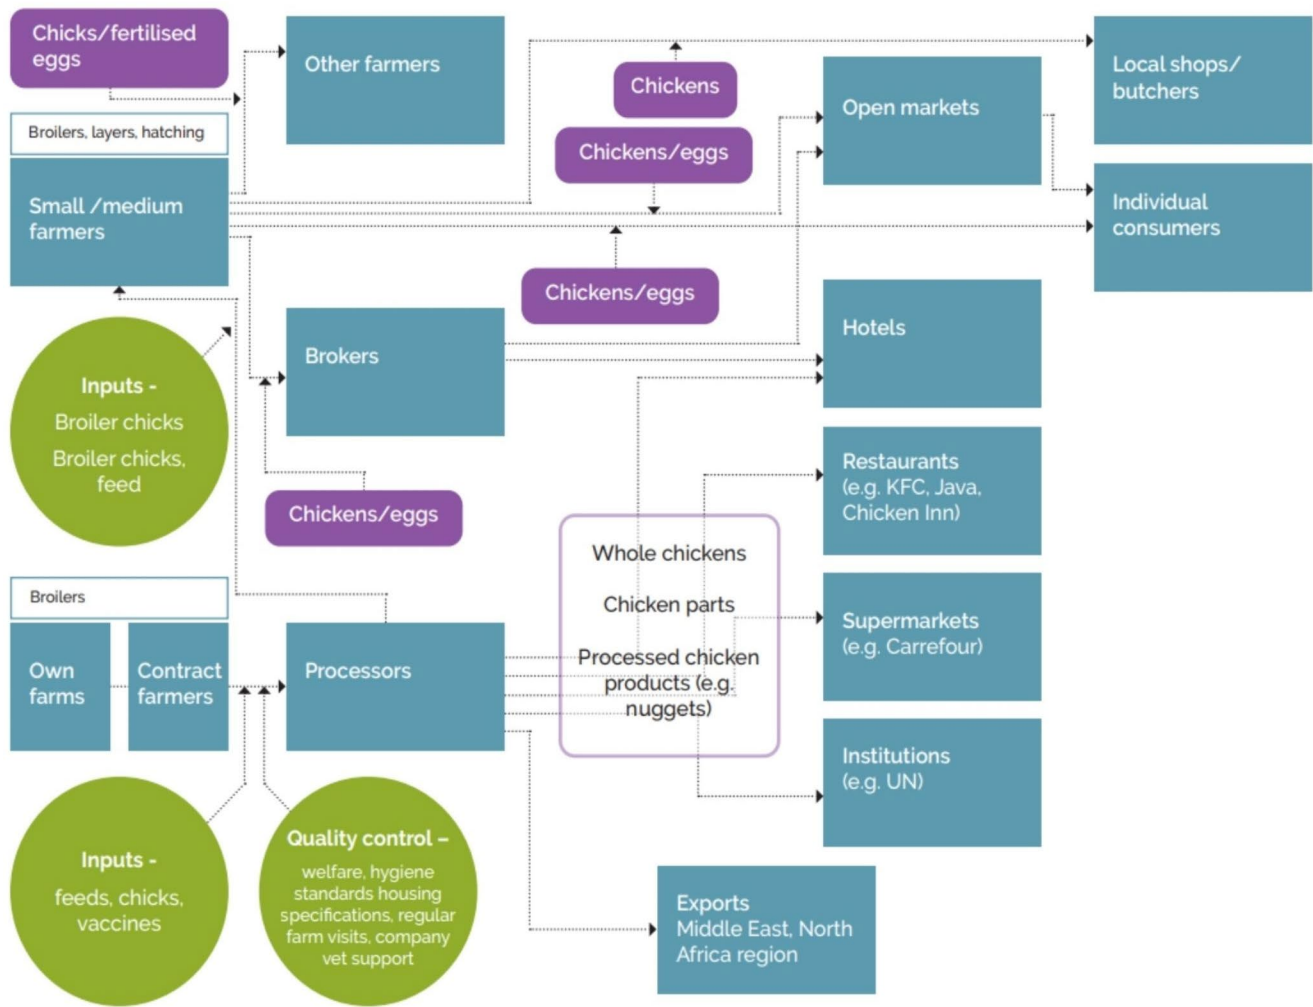 Chicks/fertilised
eggs
Other farmers
Chickens
Local shops/
butchers
Open markets
Broilers, layers, hatching
Chickens/eggs
Small /medium
farmers
Individual
consumers
Chickens/eggs
Hotels
Brokers
Inputs -
Broiler chicks
Broiler chicks,
feed
Restaurants
(e.g. KFC, Java,
Chicken Inn)
Chickens/eggs
Whole chickens
Chicken parts
Processed chicken
products (e.g.
nuggets)
Broilers
Supermarkets
(e.g. Carrefour)
Own
farms
Contract
farmers
Processors
Institutions
(e.g. UN)
Inputs -
feeds, chicks,
vaccines
Quality control –
welfare, hygiene
standards housing
specifications, regular
farm visits, company
vet support
Exports
Middle East, North
Africa region